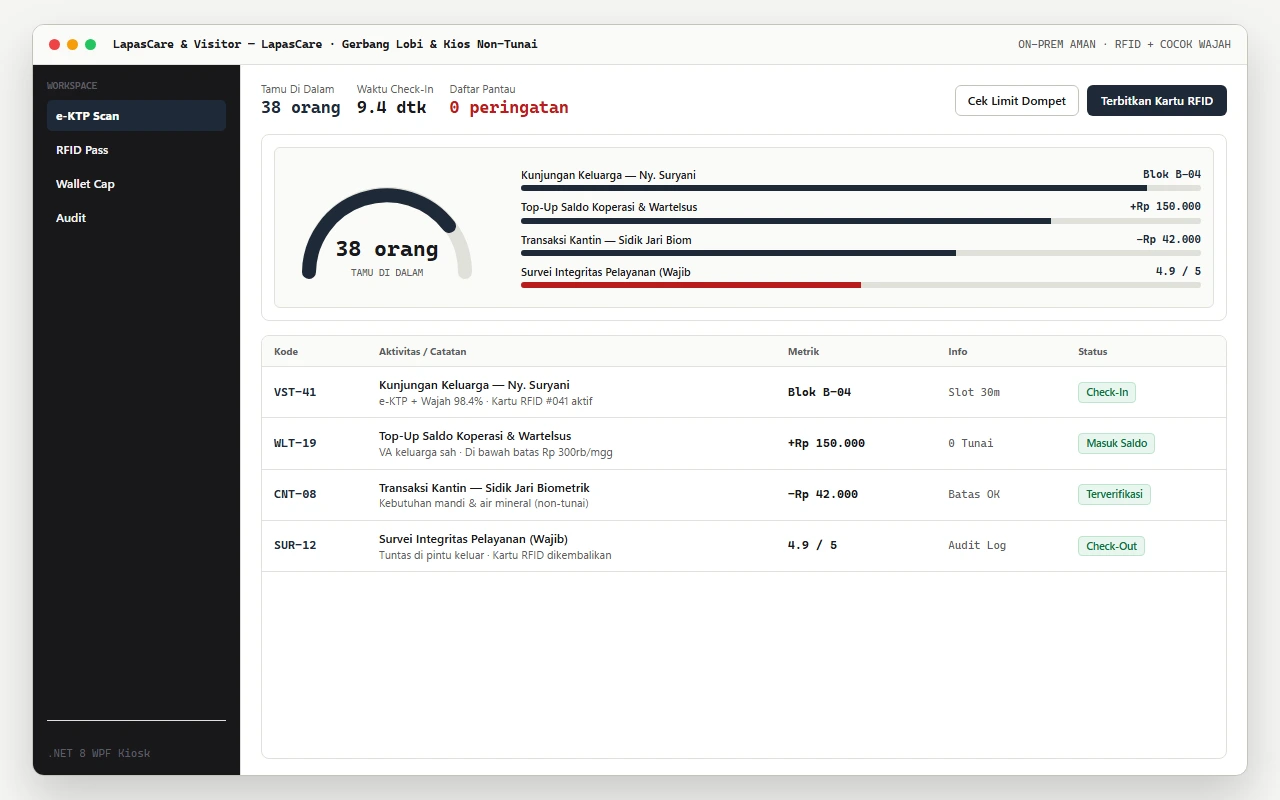 LapasCare & Visitor — LapasCare · Gerbang Lobi & Kios Non-Tunai
ON-PREM AMAN · RFID + COCOK WAJAH
WORKSPACE
e-KTP Scan
RFID Pass
Wallet Cap
Audit
.NET 8 WPF Kiosk
Tamu Di Dalam
38 orang
Waktu Check-In
9.4 dtk
Daftar Pantau
0 peringatan
Cek Limit Dompet
Terbitkan Kartu RFID
38 orang
TAMU DI DALAM
Kunjungan Keluarga — Ny. Suryani
Blok B-04
Top-Up Saldo Koperasi & Wartelsus
+Rp 150.000
Transaksi Kantin — Sidik Jari Biom
−Rp 42.000
Survei Integritas Pelayanan (Wajib
4.9 / 5
Kode Aktivitas / Catatan Metrik Info Status
VST-41 Kunjungan Keluarga — Ny. Suryani Blok B-04 Slot 30m Check-In
e-KTP + Wajah 98.4% · Kartu RFID #041 aktif
WLT-19 Top-Up Saldo Koperasi & Wartelsus +Rp 150.000 0 Tunai Masuk Saldo
VA keluarga sah · Di bawah batas Rp 300rb/mgg
CNT-08 Transaksi Kantin — Sidik Jari Biometrik −Rp 42.000 Batas OK Terverifikasi
Kebutuhan mandi & air mineral (non-tunai)
SUR-12 Survei Integritas Pelayanan (Wajib) 4.9 / 5 Audit Log Check-Out
Tuntas di pintu keluar · Kartu RFID dikembalikan